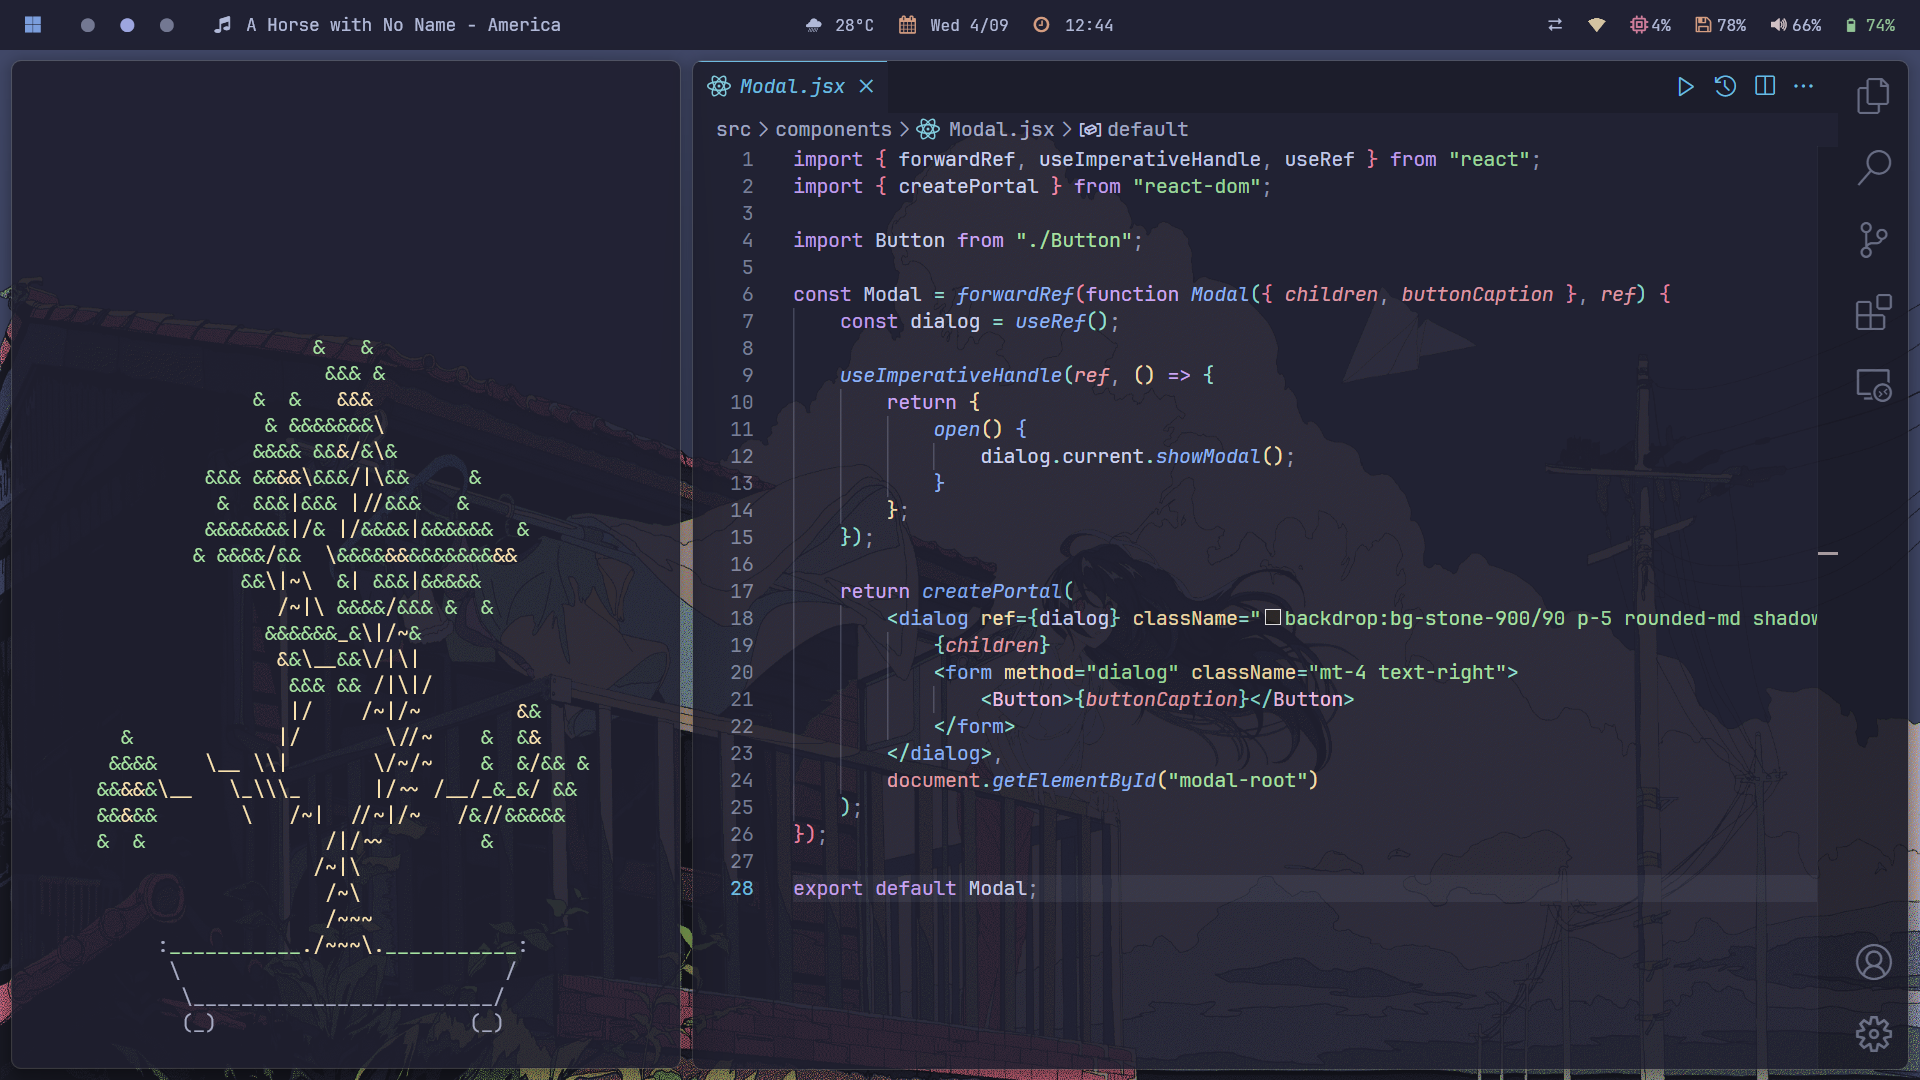 A Horse with No Name - America
28°C
Wed 4/09
12:44
4%
78%
66%
74%
&   &
&&& &
&  &   &&&
& &&&&&&&\
&&&& &&&/&\&
&&& &&&&\&&&/|\&&     &
&  &&&|&&& |//&&&   &
&&&&&&&|/& |/&&&&|&&&&&&  &
& &&&&/&&  \&&&&&&&&&&&&&&&
&&\|~\  &| &&&|&&&&&
/~|\ &&&&/&&& &  &
&&&&&&_&\|/~&
&&\__&&\/|\|
&&& && /|\|/
|/    /~|/~        &&
&            |/       \//~    &  &&
&&&&    \__ \\|       \/~/~    &  &/&& &
&&&&&\__   \_\\\_      |/~~ /__/_&_&/ &&
&&&&&       \   /~|  //~|/~   /&//&&&&&
&  &               /|/~~        &
/~|\
/~\
/~~~
:___________./~~~\.___________:
\                           /
\_________________________/
(_)                     (_)
Modal.jsx
src > components > Modal.jsx > default
1 import { forwardRef, useImperativeHandle, useRef } from "react";
2 import { createPortal } from "react-dom";
3
4 import Button from "./Button";
5
6 const Modal = forwardRef(function Modal({ children, buttonCaption }, ref) {
7     const dialog = useRef();
8
9     useImperativeHandle(ref, () => {
10         return {
11             open() {
12                 dialog.current.showModal();
13             }
14         };
15     });
16
17     return createPortal(
18         <dialog ref={dialog} className="backdrop:bg-stone-900/90 p-5 rounded-md shadow
19             {children}
20             <form method="dialog" className="mt-4 text-right">
21                 <Button>{buttonCaption}</Button>
22             </form>
23         </dialog>,
24         document.getElementById("modal-root")
25     );
26 });
27
28 export default Modal;